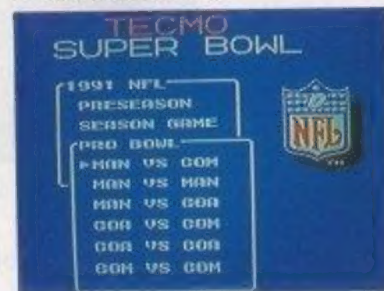 TECMO
SUPER BOWL
1991 NFL
PRESEASON
SEASON GAME
PRO BOWL
MAN VS COM
MAN VS MAN
MAN VS COA
COA VS COM
COA VS COA
COM VS COM
NFL
TM